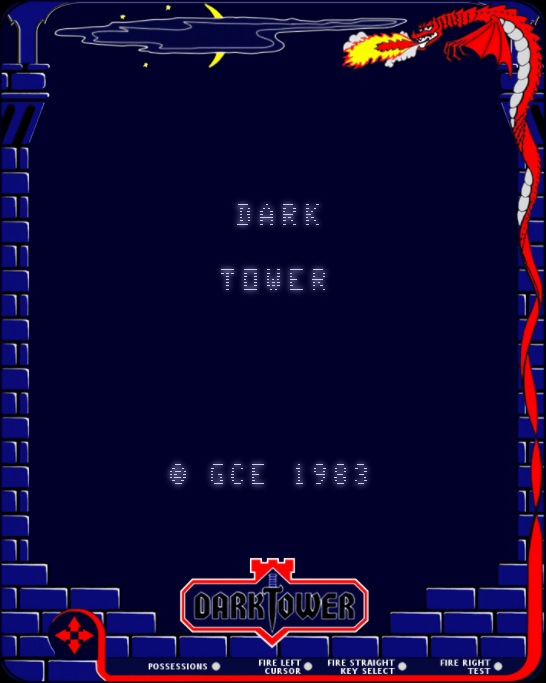 DARK
TOWER
© GCE 1983
DARKTOWER
POSSESSIONS
FIRE LEFT
CURSOR
FIRE STRAIGHT
KEY SELECT
FIRE RIGHT
TEST